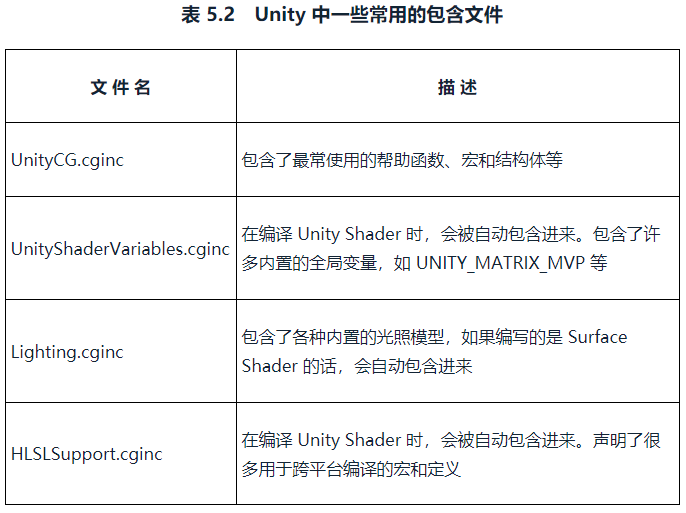 表 5.2 Unity 中一些常用的包含文件
文 件 名
描 述
UnityCG.cginc
包含了最常使用的帮助函数、宏和结构体等
UnityShaderVariables.cginc
在编译 Unity Shader 时，会被自动包含进来。包含了许
多内置的全局变量，如 UNITY_MATRIX_MVP 等
Lighting.cginc
包含了各种内置的光照模型，如果编写的是 Surface
Shader 的话，会自动包含进来
HLSLSupport.cginc
在编译 Unity Shader 时，会被自动包含进来。声明了很
多用于跨平台编译的宏和定义